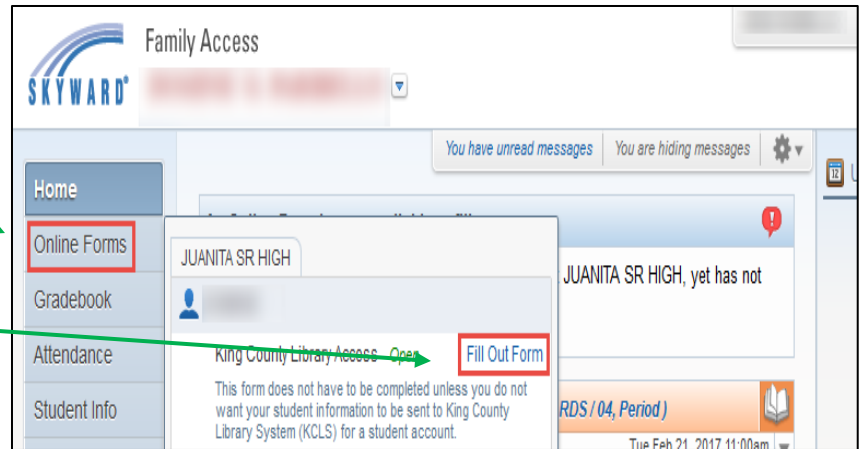 Family Access
SKYWARD®
You have unread messages
You are hiding messages
12
Home
Online Forms
Gradebook
Attendance
Student Info
JUANITA SR HIGH
King County Library Access Open
Fill Out Form
This form does not have to be completed unless you do not
want your student information to be sent to King County
Library System (KCLS) for a student account.
JUANITA SR HIGH, yet has not
RDS / 04, Period )
Tue Feb 21, 2017 11:00am